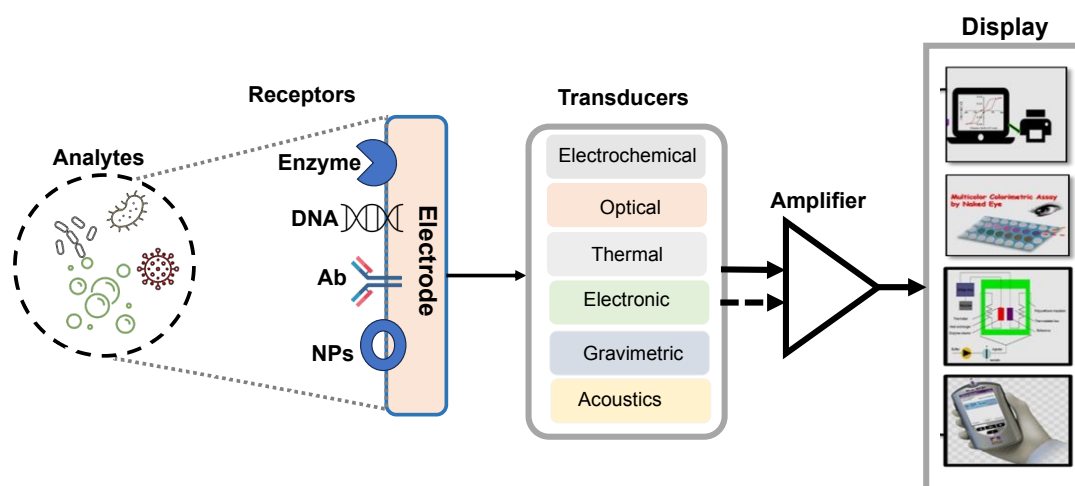 Display
Receptors
Transducers
Analytes
Enzyme
DNA
Ab
NPs
Electrode
Electrochemical
Optical
Thermal
Electronic
Gravimetric
Acoustics
Amplifier
Multicolor Colorimetric Assay
by Naked Eye